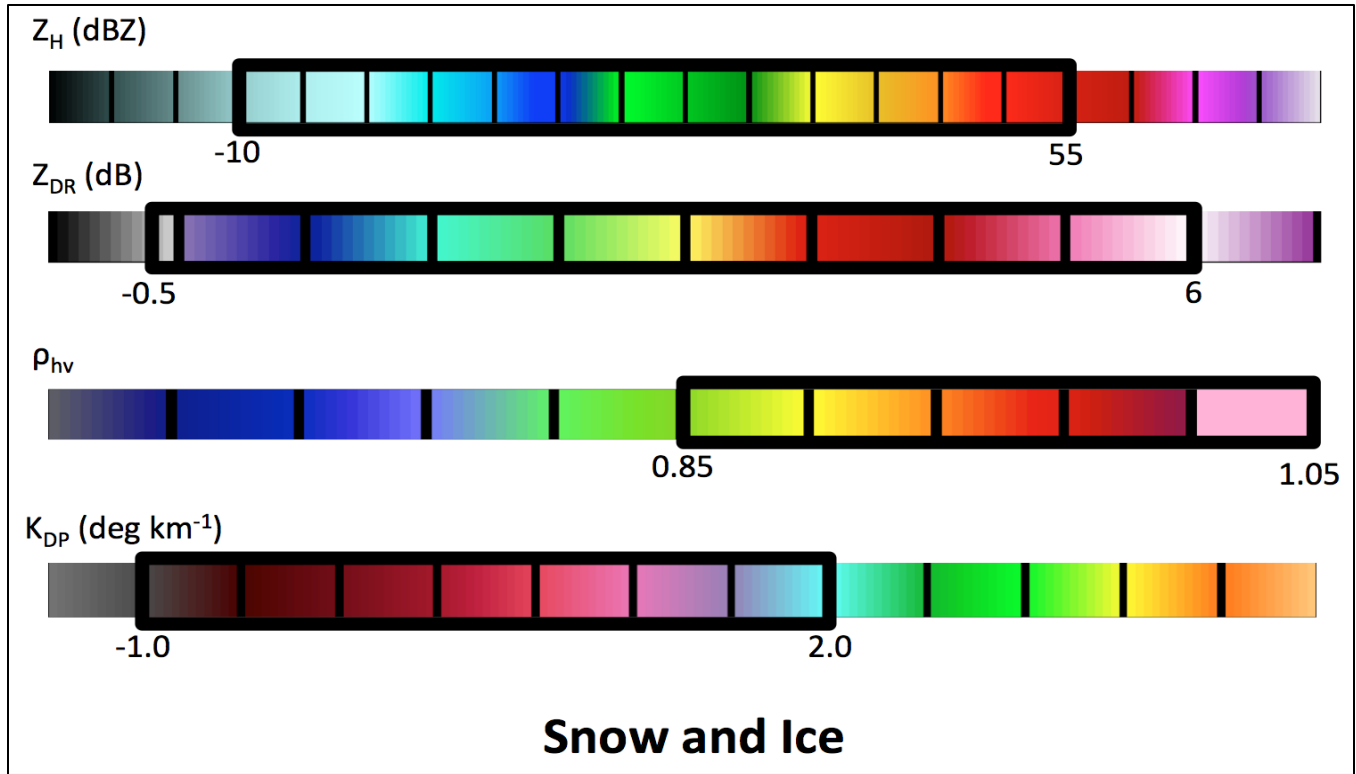 Z_H (dBZ)
-10 55
Z_DR (dB)
-0.5 6
ρ_hv
0.85 1.05
K_DP (deg km⁻¹)
-1.0 2.0
Snow and Ice